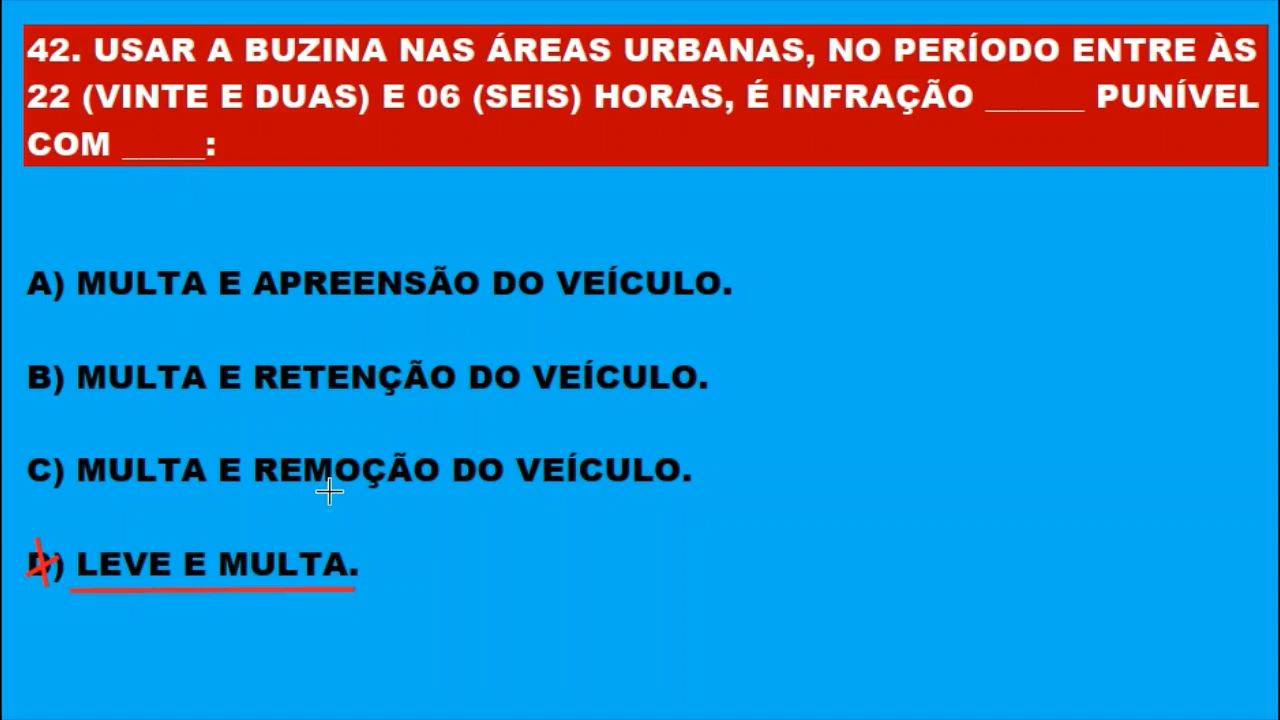 42. USAR A BUZINA NAS ÁREAS URBANAS, NO PERÍODO ENTRE ÀS
22 (VINTE E DUAS) E 06 (SEIS) HORAS, É INFRAÇÃO ______ PUNÍVEL
COM _____:
A) MULTA E APREENSÃO DO VEÍCULO.
B) MULTA E RETENÇÃO DO VEÍCULO.
C) MULTA E REMOÇÃO DO VEÍCULO.
D) LEVE E MULTA.